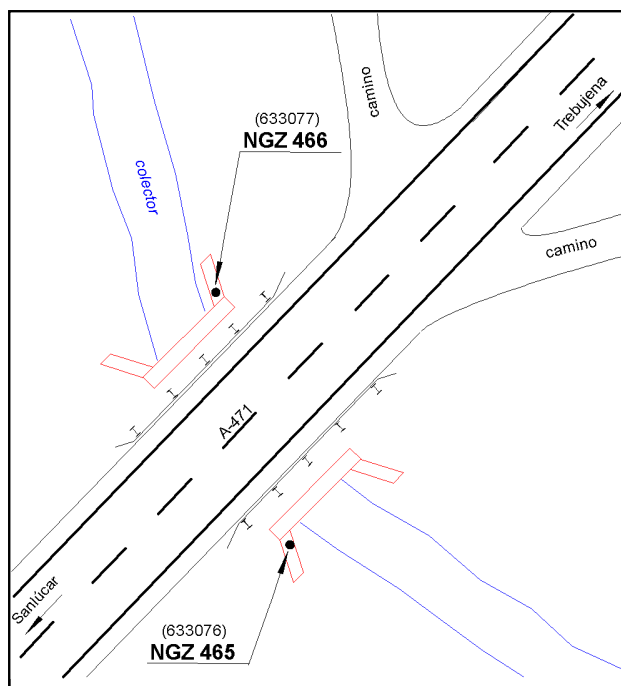 camino
Trebujena
(633077)
NGZ 466
colector
camino
A-471
Sanlúcar
(633076)
NGZ 465